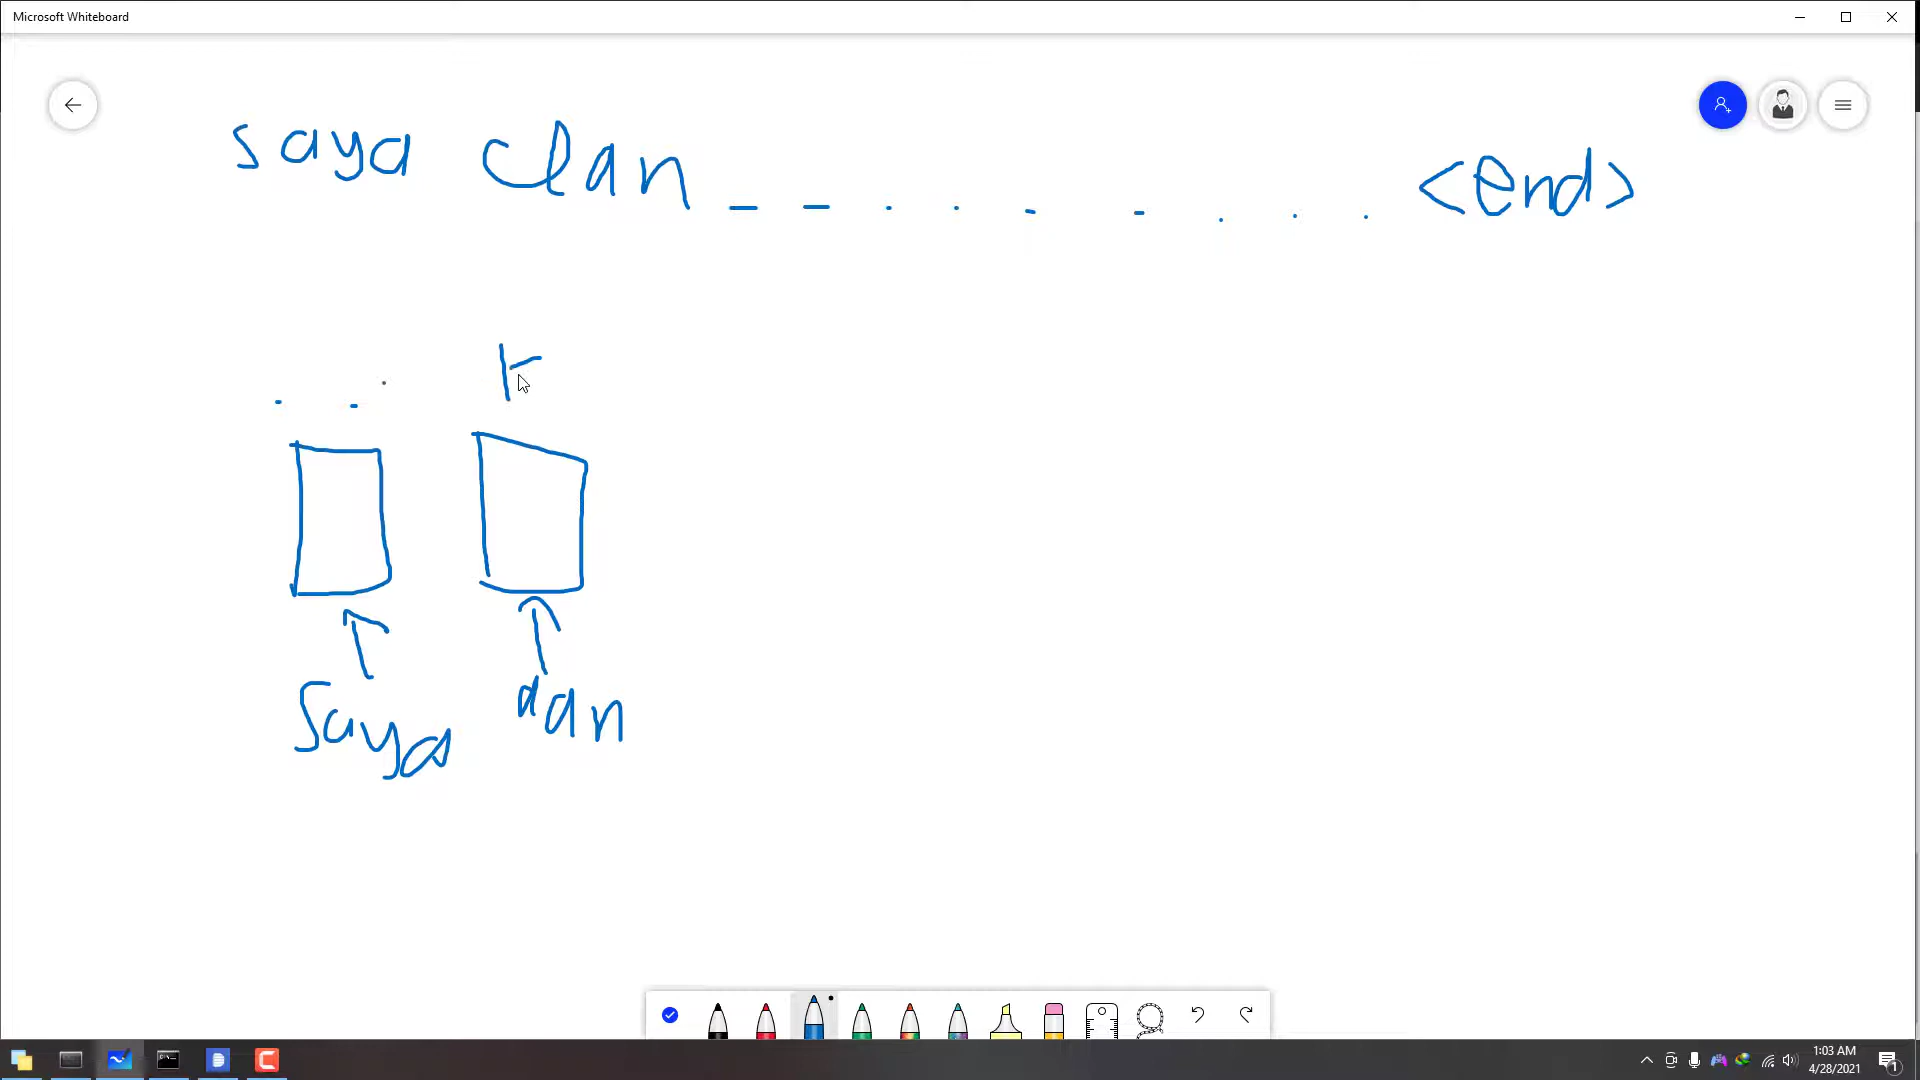 Microsoft Whiteboard
saya dan _ _ . . - - . . . <end>
K
Saya dan
1:03 AM
4/28/2021